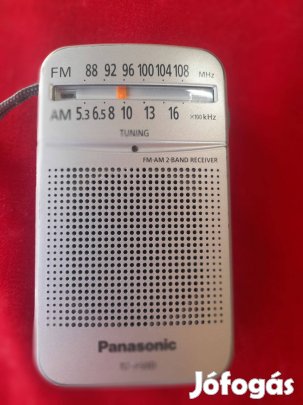 FM 88 92 96 100 104 108 MHz
AM 5.3 6.5 8 10 13 16 ×100 kHz
TUNING
FM-AM 2-BAND RECEIVER
Panasonic
Jófogás